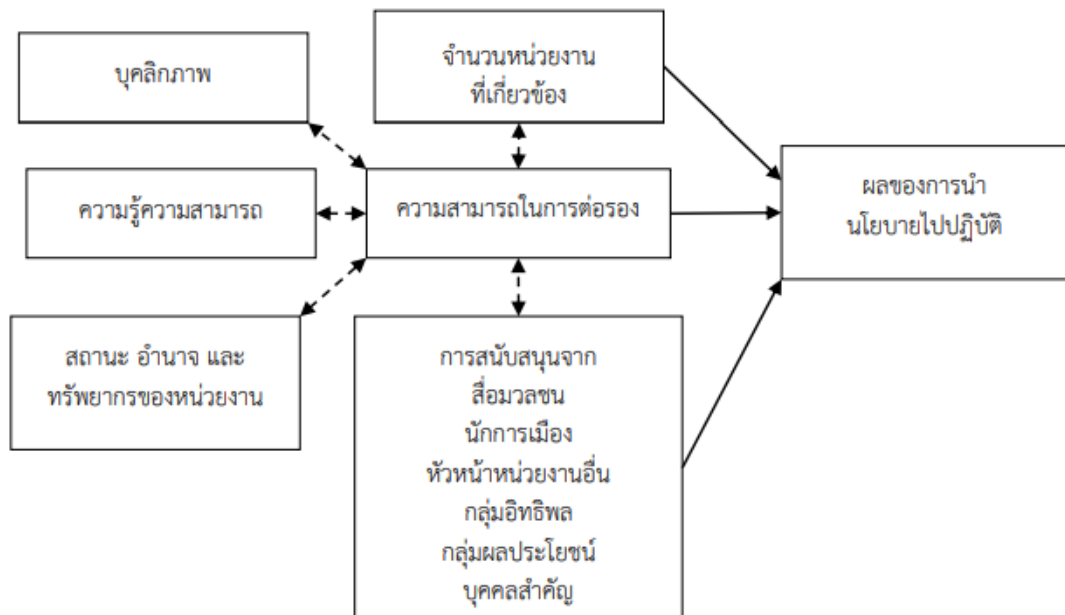 บุคลิกภาพ
จำนวนหน่วยงาน
ที่เกี่ยวข้อง
ความรู้ความสามารถ
ความสามารถในการต่อรอง
ผลของการนำ
นโยบายไปปฏิบัติ
สถานะ อำนาจ และ
ทรัพยากรของหน่วยงาน
การสนับสนุนจาก
สื่อมวลชน
นักการเมือง
หัวหน้าหน่วยงานอื่น
กลุ่มอิทธิพล
กลุ่มผลประโยชน์
บุคคลสำคัญ